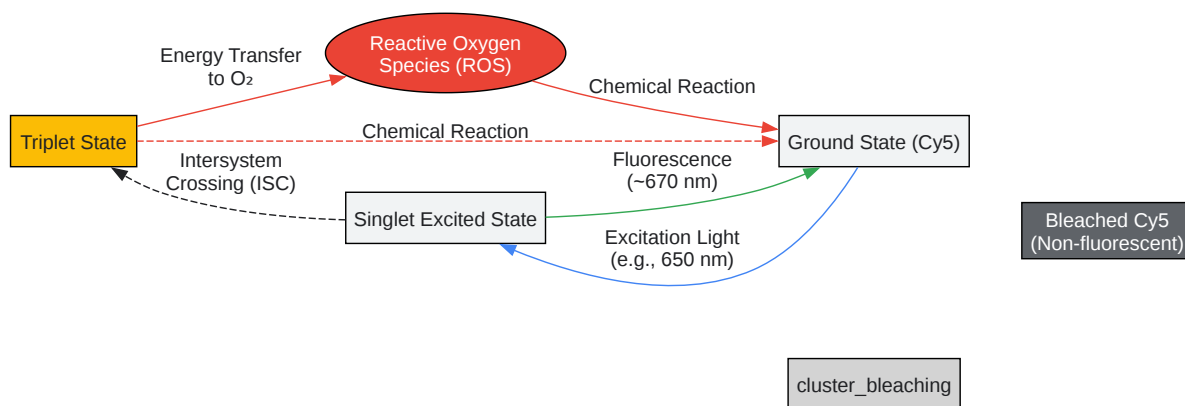 Energy Transfer
to O₂
Reactive Oxygen
Species (ROS)
Chemical Reaction
Triplet State
Chemical Reaction
Ground State (Cy5)
Intersystem
Crossing (ISC)
Fluorescence
(~670 nm)
Singlet Excited State
Excitation Light
(e.g., 650 nm)
Bleached Cy5
(Non-fluorescent)
cluster_bleaching